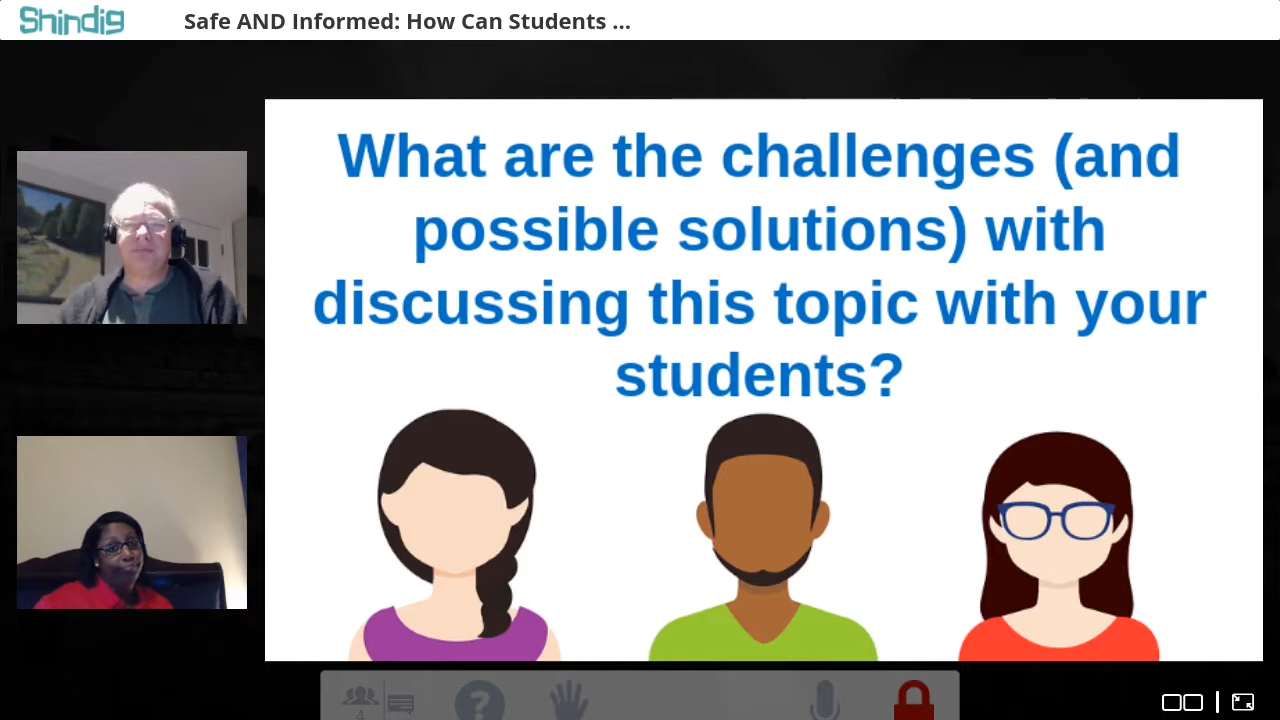 Shindig
Safe AND Informed: How Can Students ...
What are the challenges (and
possible solutions) with
discussing this topic with your
students?
?
4